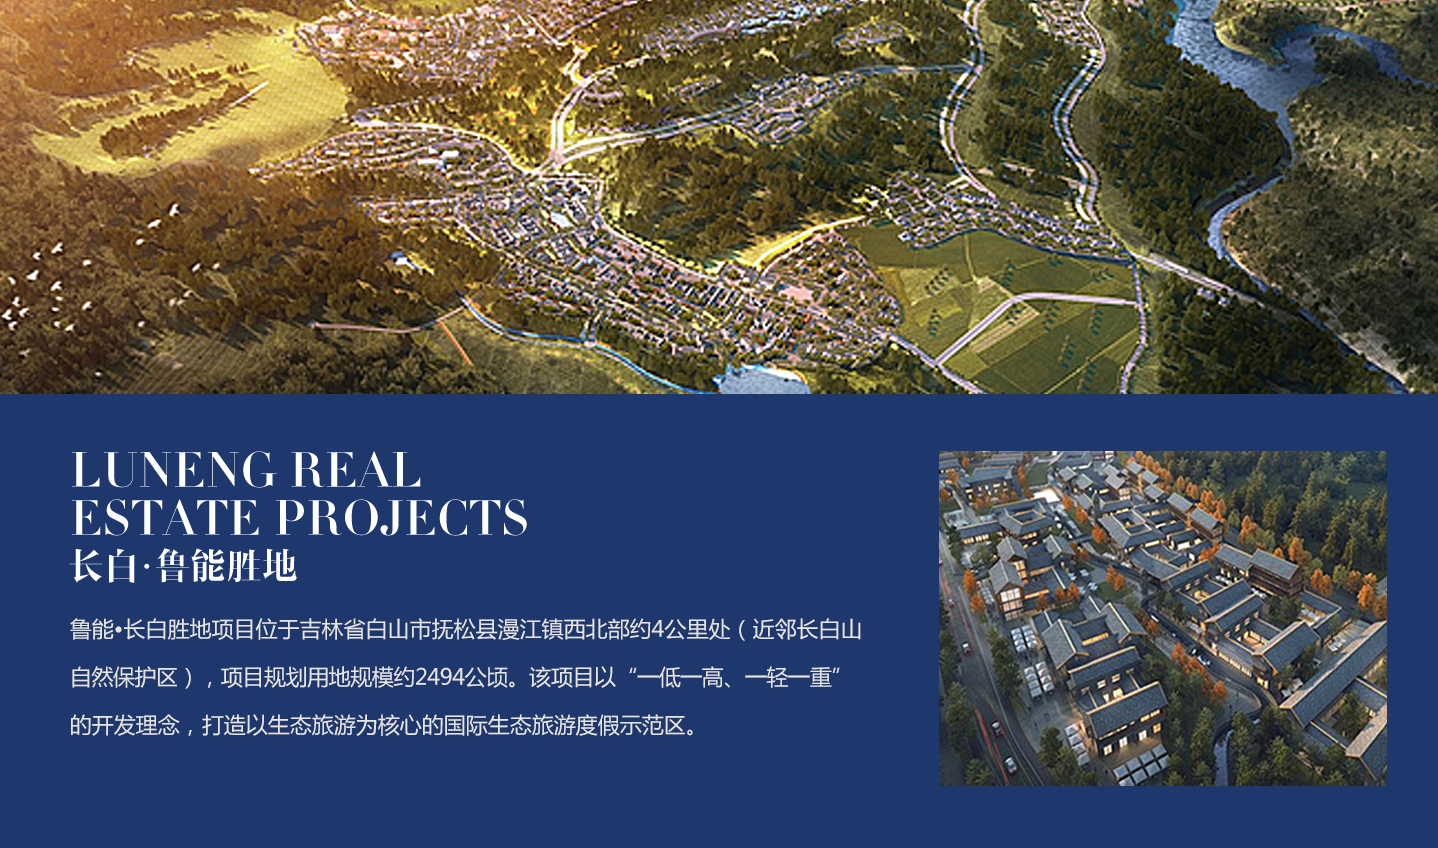 LUNENG REAL
ESTATE PROJECTS
长白·鲁能胜地
鲁能•长白胜地项目位于吉林省白山市抚松县漫江镇西北部约4公里处（近邻长白山
自然保护区），项目规划用地规模约2494公顷。该项目以“一低一高、一轻一重”
的开发理念，打造以生态旅游为核心的国际生态旅游度假示范区。